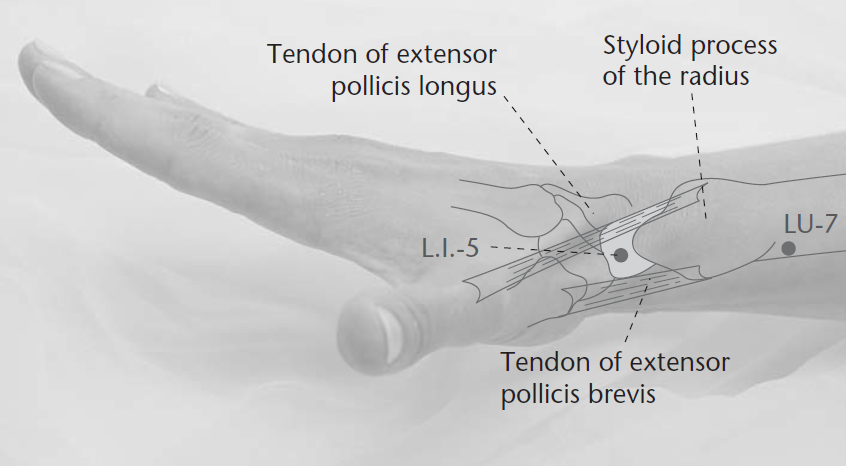 Tendon of extensor
pollicis longus
Styloid process
of the radius
LU-7
L.I.-5
Tendon of extensor
pollicis brevis